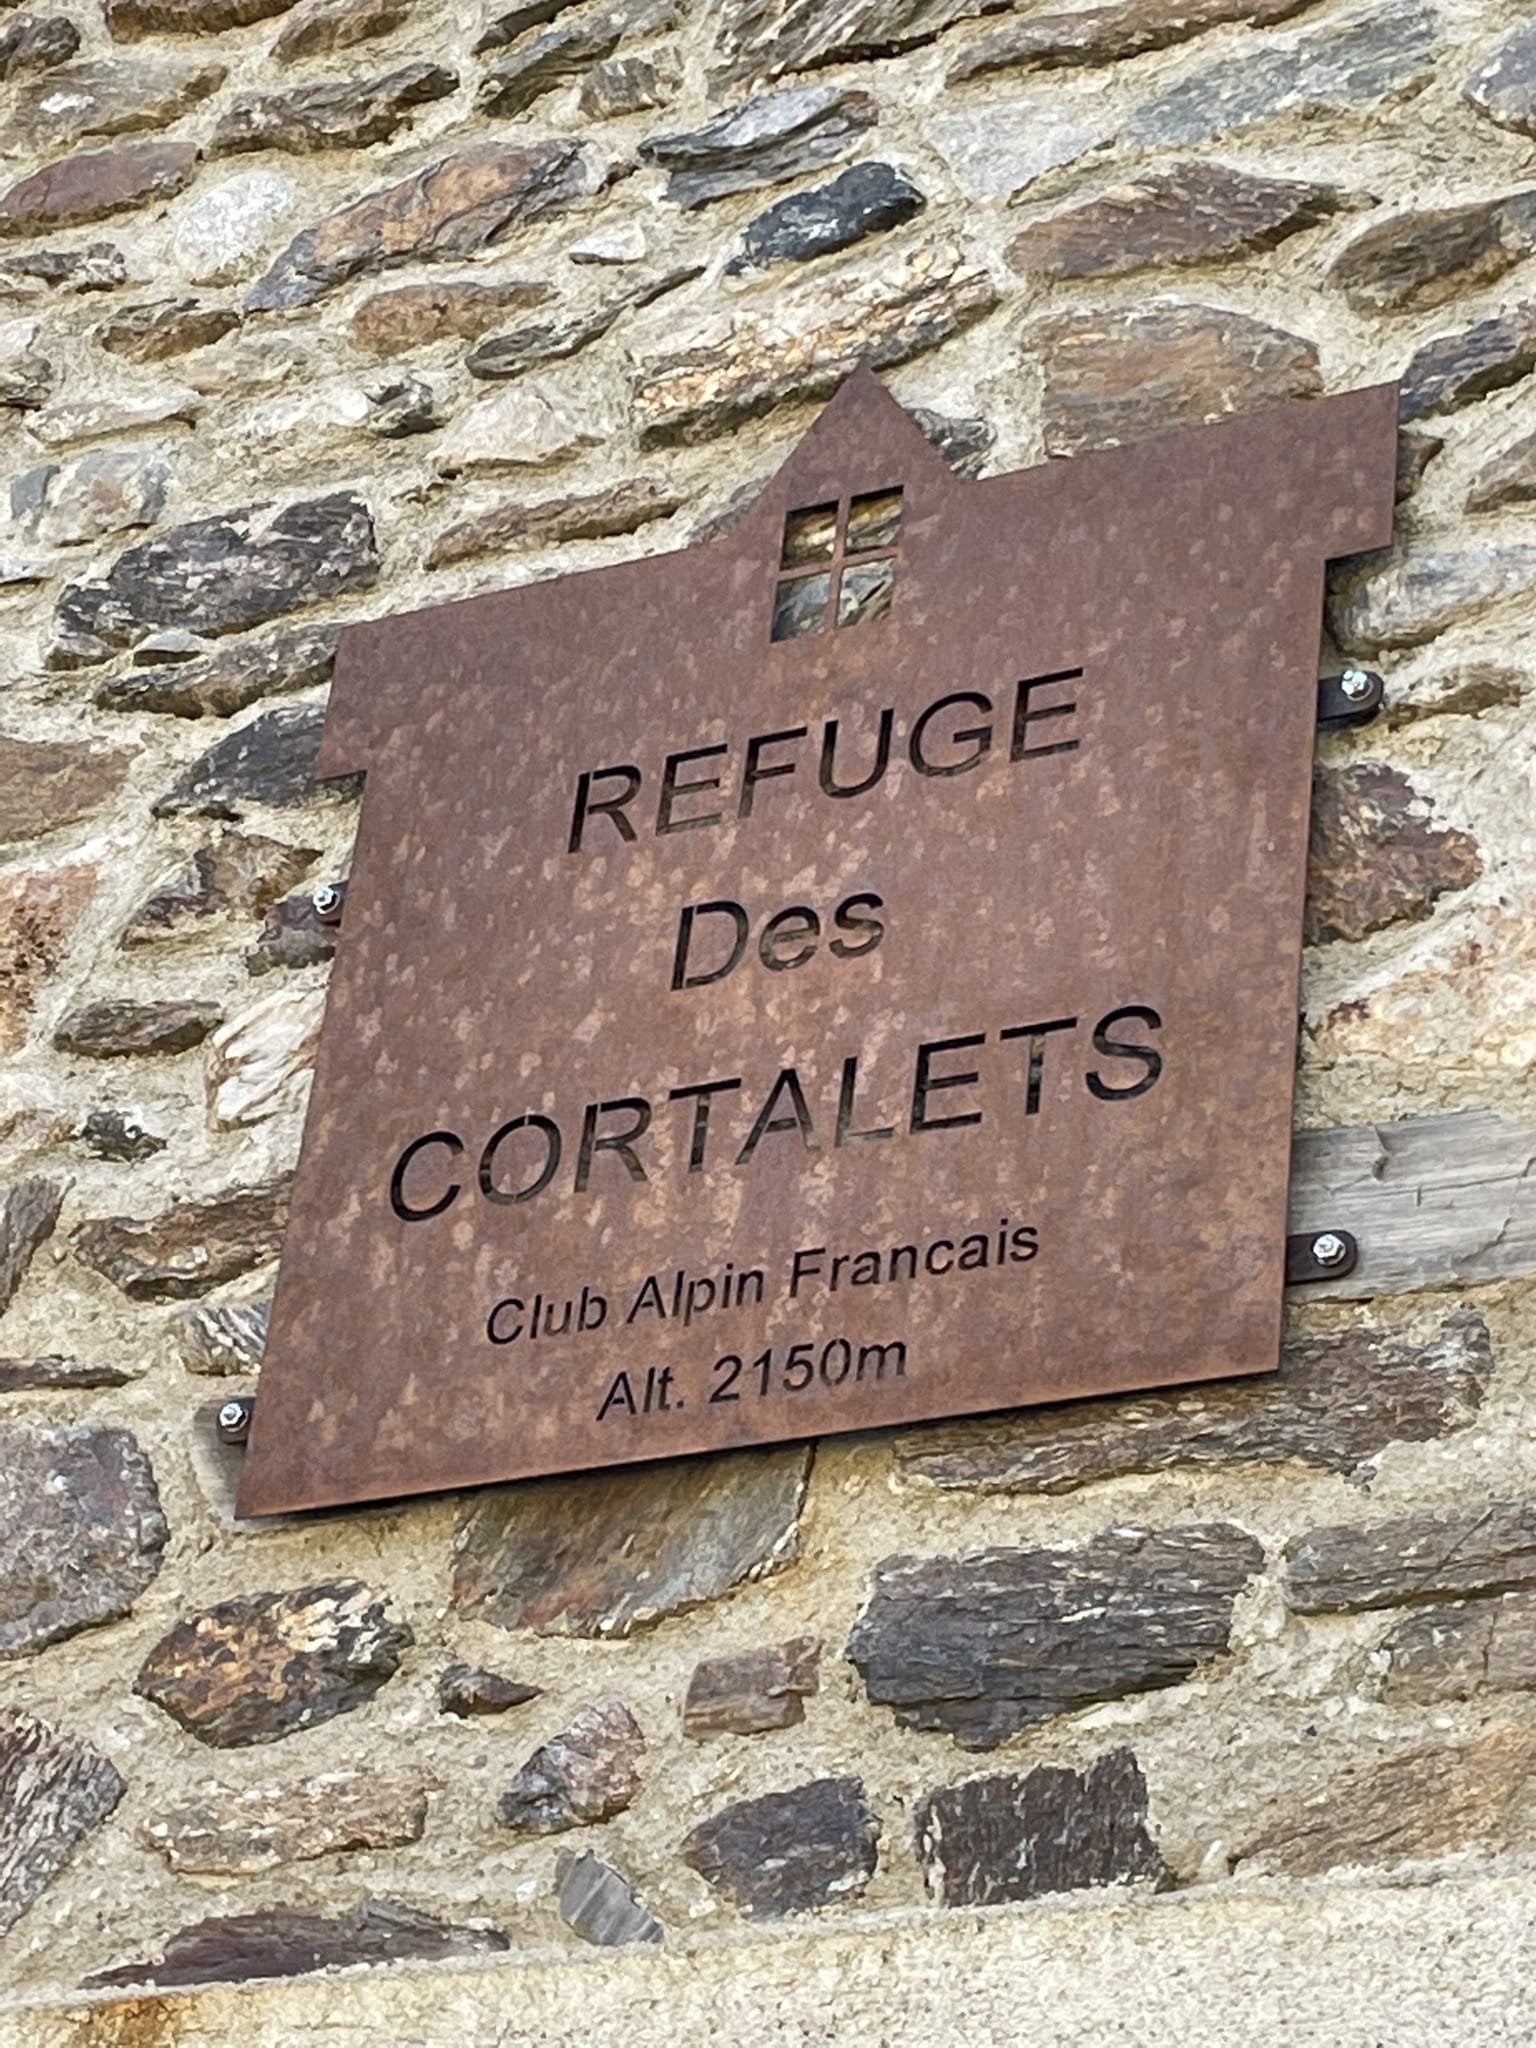 REFUGE
Des
CORTALETS
Club Alpin Francais
Alt. 2150m